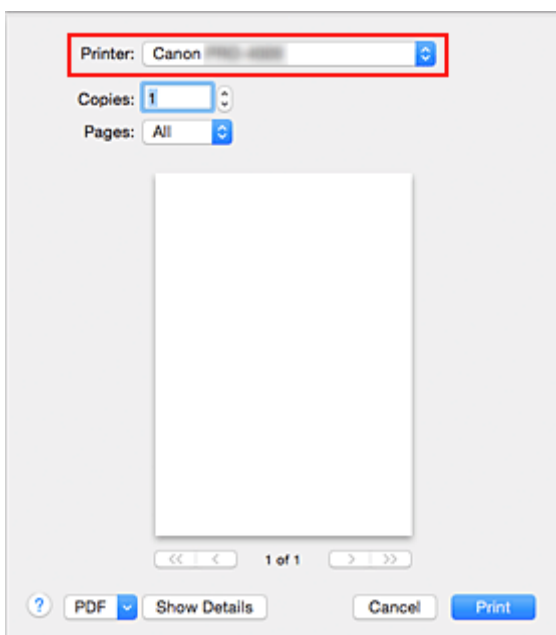 Printer: Canon
Copies: 1
Pages: All
<< < 1 of 1 > >>
? PDF Show Details Cancel Print